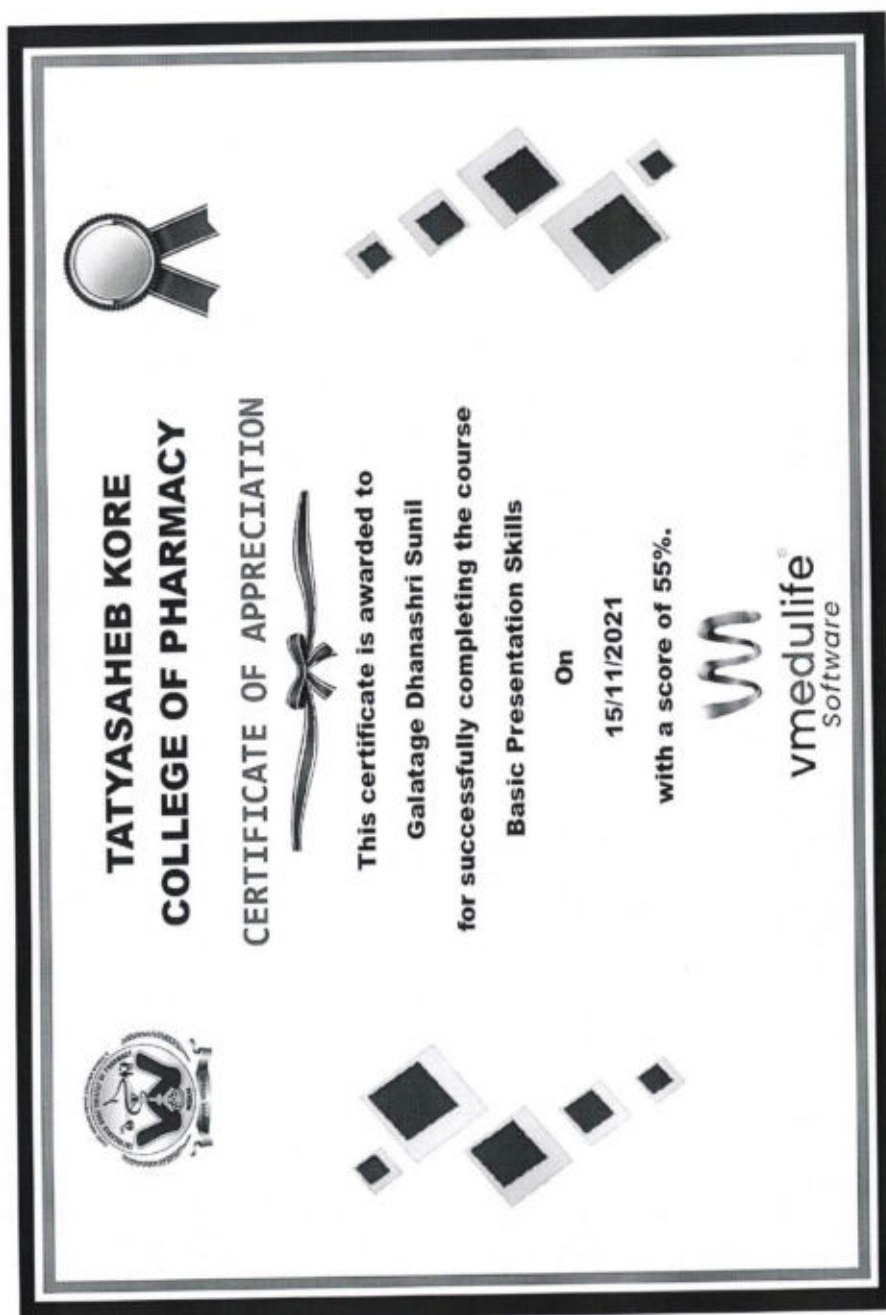 TATYASAHEB KORE
COLLEGE OF PHARMACY
CERTIFICATE OF APPRECIATION
This certificate is awarded to
Galatage Dhanashri Sunil
for successfully completing the course
Basic Presentation Skills
On
15/11/2021
with a score of 55%.
vmedulife®
Software